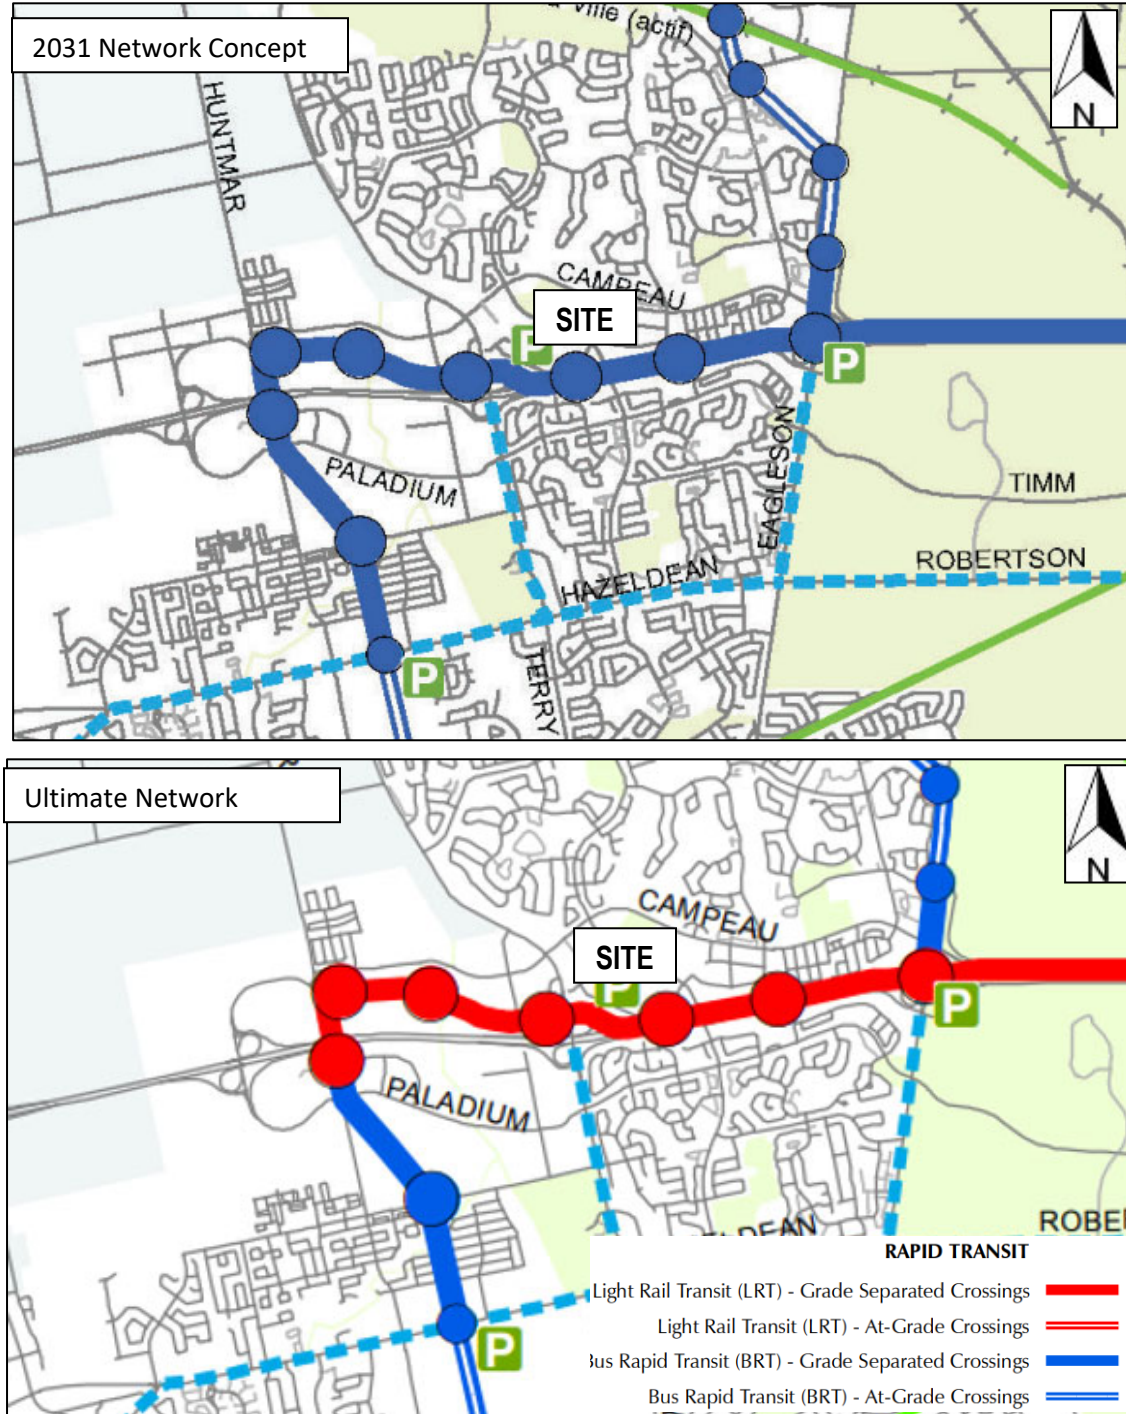 2031 Network Concept
ville (actif)
N
HUNTMAR
CAMPEAU
SITE
P
P
PALADIUM
EAGLESON
TIMM
ROBERTSON
HAZELDEAN
P
TERRY
Ultimate Network
N
CAMPEAU
SITE
P
P
PALADIUM
ELDEAN
ROBE
RAPID TRANSIT
Light Rail Transit (LRT) - Grade Separated Crossings
Light Rail Transit (LRT) - At-Grade Crossings
P
Bus Rapid Transit (BRT) - Grade Separated Crossings
Bus Rapid Transit (BRT) - At-Grade Crossings